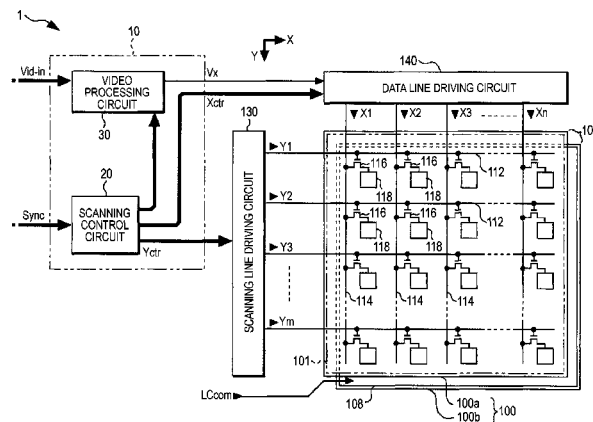 1
10
X
Y
140
Vid-in
VIDEO
PROCESSING
CIRCUIT
30
Vx
Xctr
DATA LINE DRIVING CIRCUIT
130
X1 X2 X3 Xn
10
Y1
116 116
112
118 118
20
SCANNING
CONTROL
CIRCUIT
Sync
Yctr
SCANNING LINE DRIVING CIRCUIT
Y2
116 116
112
118 118
Y3
114 114 114
Ym
101
LCcom
100a
108
100b
100